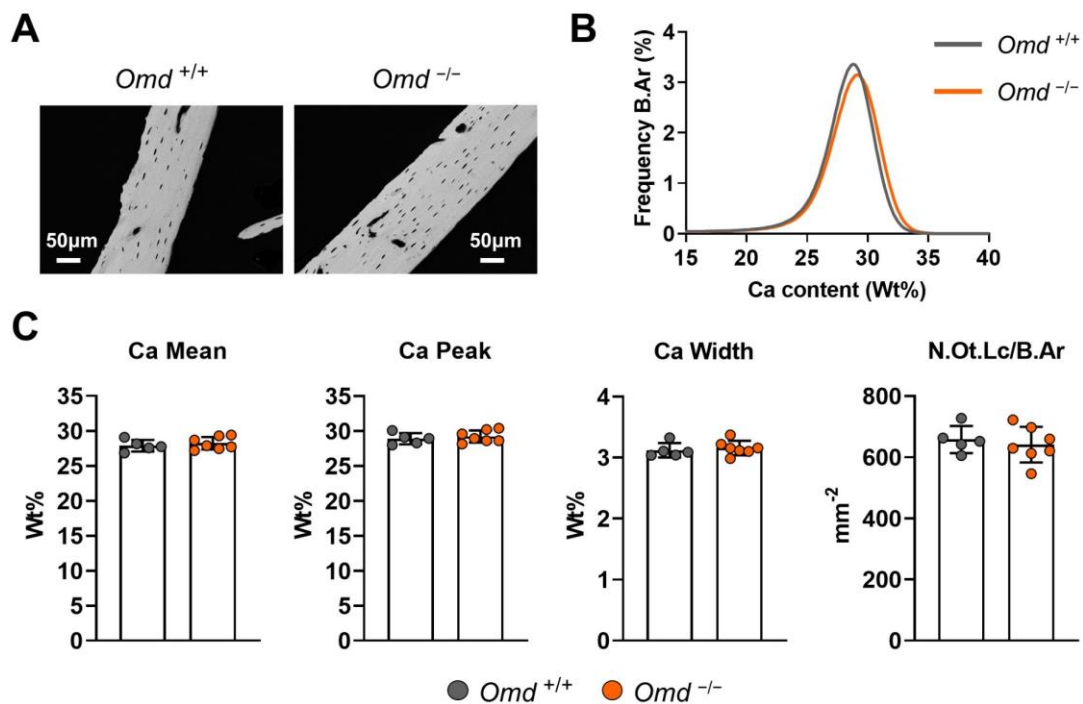 A
Omd +/+
Omd −/−
50µm
50µm
B
Frequency B.Ar (%)
4
3
2
1
0
15 20 25 30 35 40
Ca content (Wt%)
Omd +/+
Omd −/−
C
Ca Mean
Wt%
35
30
25
20
15
10
5
0
Ca Peak
Wt%
35
30
25
20
15
10
5
0
Ca Width
Wt%
4
3
2
1
0
N.Ot.Lc/B.Ar
mm-2
800
600
400
200
0
Omd +/+ Omd −/−